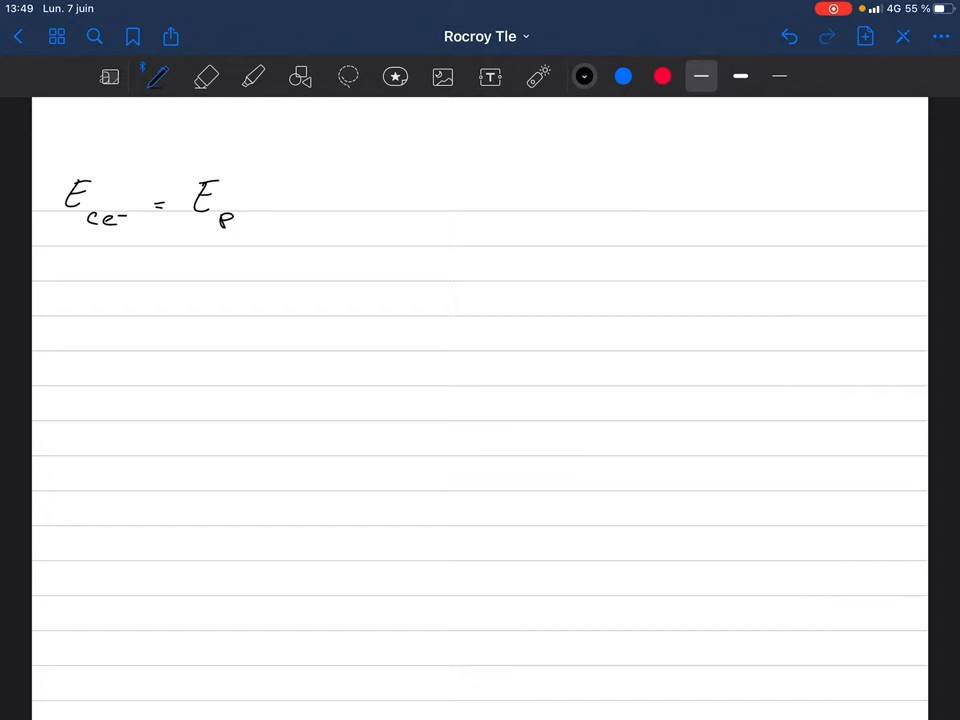 13:49 Lun. 7 juin 4G 55 %
Rocroy Tle
T
E_ce⁻ = E_p